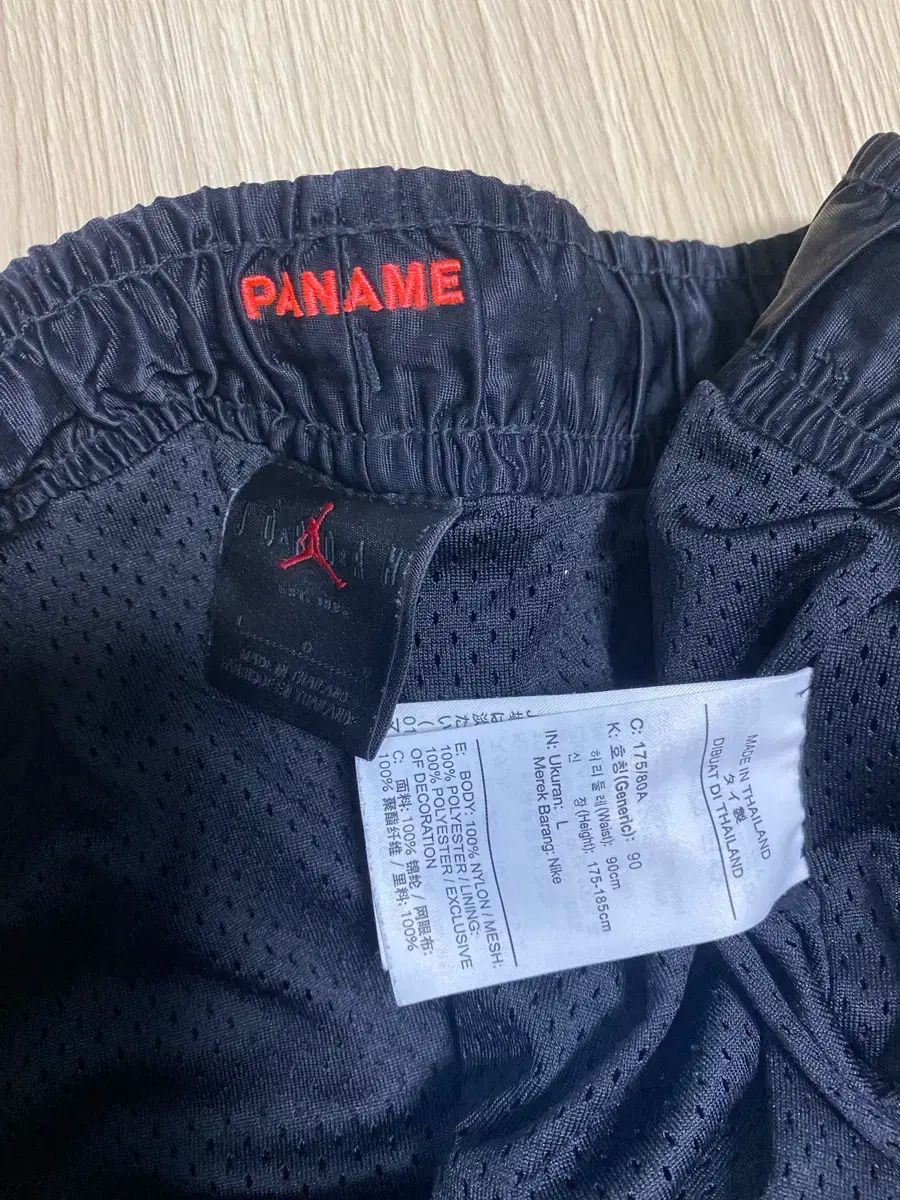 PANAME
JORDAN
MADE IN THAILAND
タイ製
DIBUAT DI THAILAND
C: 175/80A
K: 호칭(Generic): 90
허리둘레(Waist): 90cm
신 장(Height): 175-185cm
IN: Ukuran: L
Merek Barang: Nike
E: BODY: 100% NYLON / MESH:
100% POLYESTER / LINING:
100% POLYESTER / EXCLUSIVE
OF DECORATION
C: 面料: 100% 锦纶 / 网眼布:
100% 聚酯纤维 / 里料: 100%